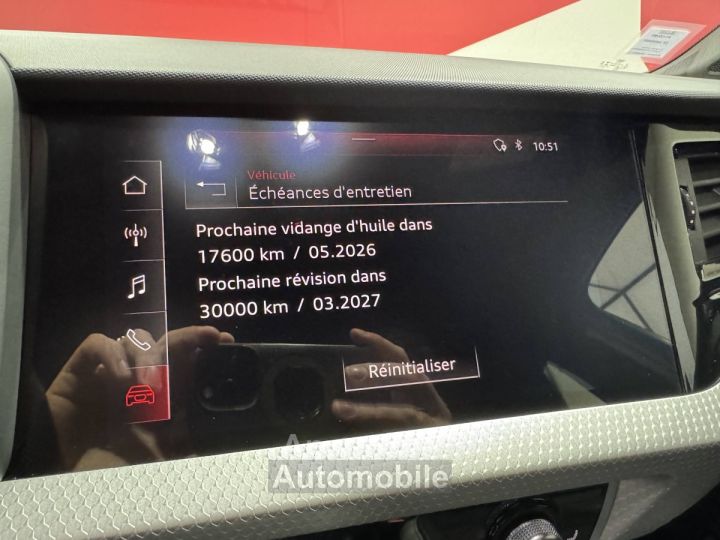 10:51
Véhicule
Échéances d'entretien
Prochaine vidange d'huile dans
17600 km / 05.2026
Prochaine révision dans
30000 km / 03.2027
Réinitialiser
Automobile